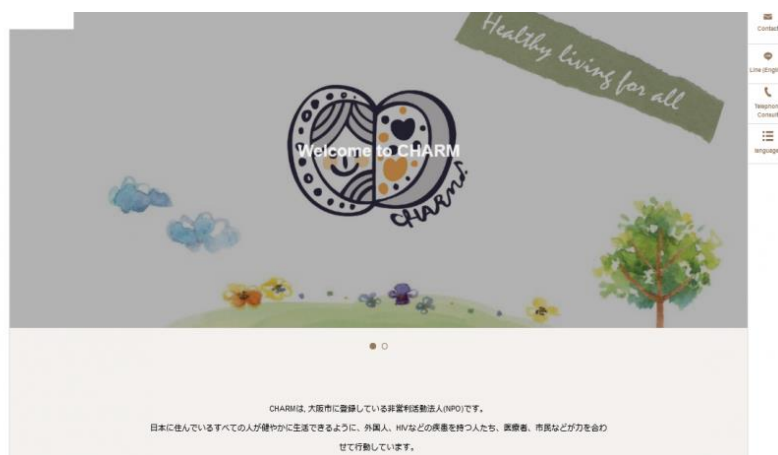 Healthy living for all
Welcome to CHARM
CHARM
Contact
Line (Engli
Telephon
Consult
language
CHARMは、大阪市に登録している非営利活動法人(NPO)です。
日本に住んでいるすべての人が健やかに生活できるように、外国人、HIVなどの疾患を持つ人たち、医療者、市民などが力を合わ
せて行動しています。